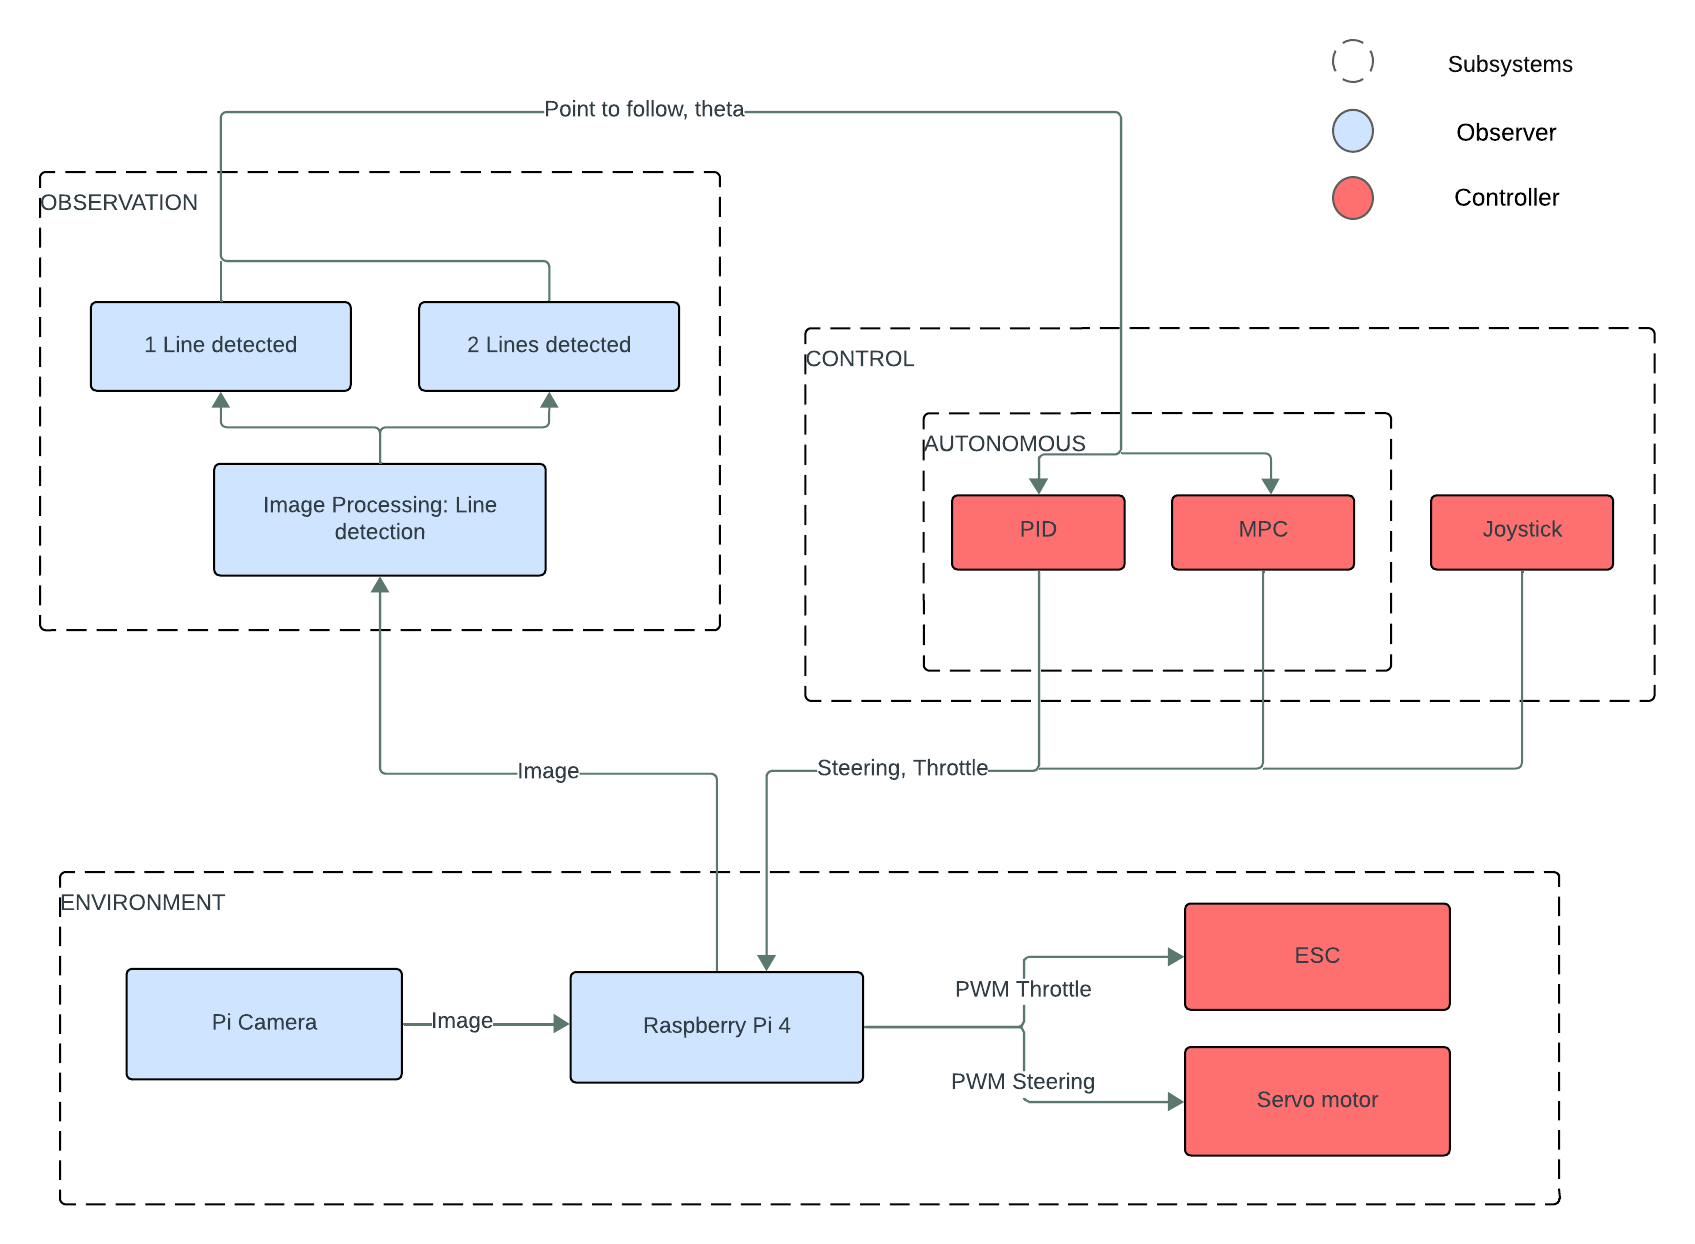 Subsystems
Observer
Controller
Point to follow, theta
OBSERVATION
1 Line detected
2 Lines detected
Image Processing: Line
detection
CONTROL
AUTONOMOUS
PID
MPC
Joystick
Image
Steering, Throttle
ENVIRONMENT
Pi Camera
Image
Raspberry Pi 4
PWM Throttle
PWM Steering
ESC
Servo motor